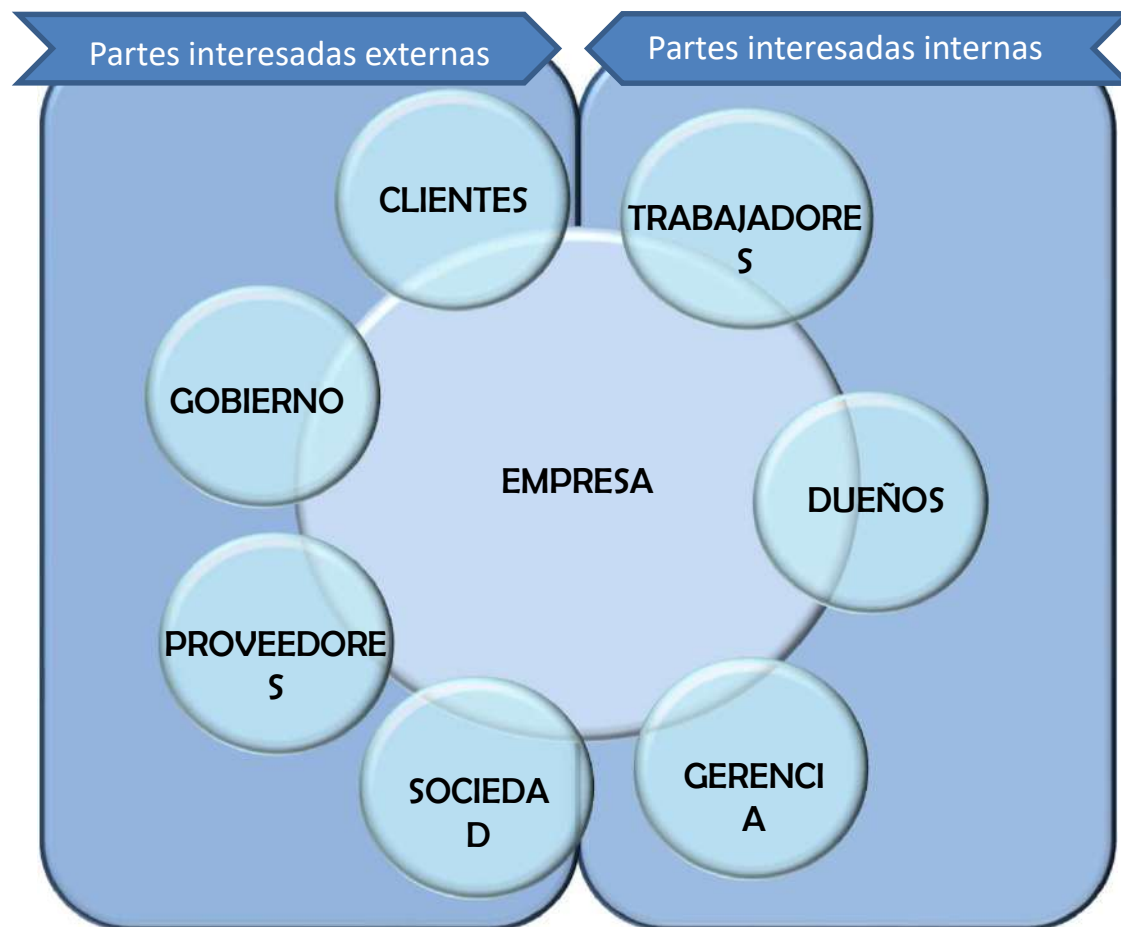 Partes interesadas externas
Partes interesadas internas
CLIENTES
TRABAJADORE
S
GOBIERNO
EMPRESA
DUEÑOS
PROVEEDORE
S
SOCIEDA
D
GERENCI
A